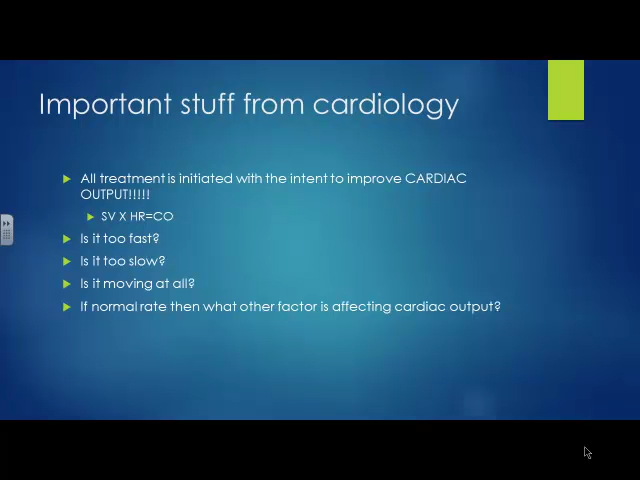 Important stuff from cardiology
All treatment is initiated with the intent to improve CARDIAC
OUTPUT!!!!!
SV X HR=CO
Is it too fast?
Is it too slow?
Is it moving at all?
If normal rate then what other factor is affecting cardiac output?